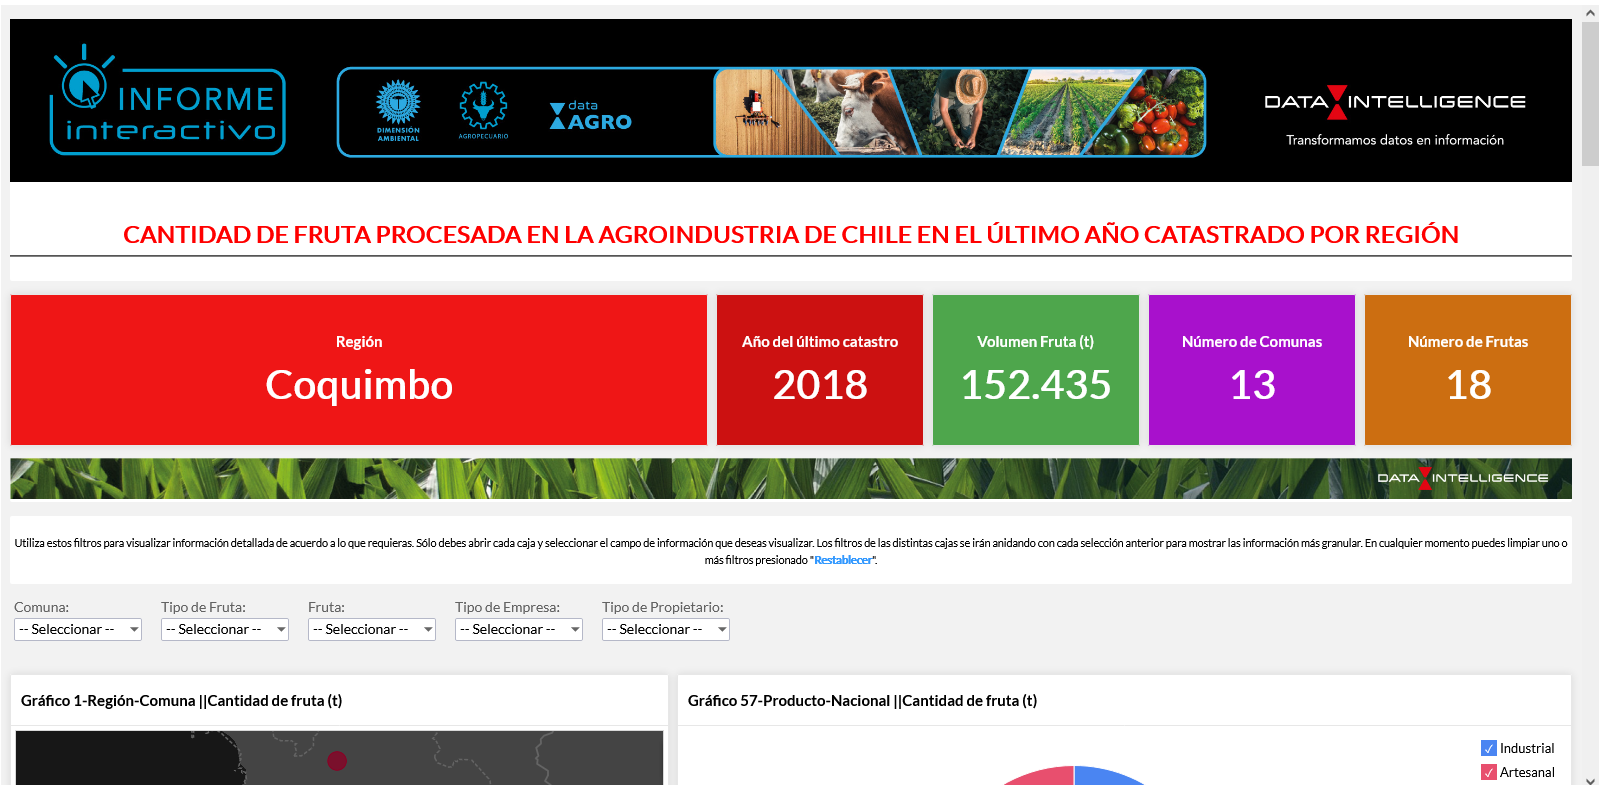 INFORME
interactivo
DIMENSIÓN
AMBIENTAL
AGROPECUARIO
data
AGRO
DATA INTELLIGENCE
Transformamos datos en información
CANTIDAD DE FRUTA PROCESADA EN LA AGROINDUSTRIA DE CHILE EN EL ÚLTIMO AÑO CATASTRADO POR REGIÓN
Región
Coquimbo
Año del último catastro
2018
Volumen Fruta (t)
152.435
Número de Comunas
13
Número de Frutas
18
DATA INTELLIGENCE
Utiliza estos filtros para visualizar información detallada de acuerdo a lo que requieras. Sólo debes abrir cada caja y seleccionar el campo de información que deseas visualizar. Los filtros de las distintas cajas se irán anidando con cada selección anterior para mostrar las información más granular. En cualquier momento puedes limpiar uno o
más filtros presionado "Restablecer".
Comuna: Tipo de Fruta: Fruta: Tipo de Empresa: Tipo de Propietario:
-- Seleccionar -- -- Seleccionar -- -- Seleccionar -- -- Seleccionar -- -- Seleccionar --
Gráfico 1-Región-Comuna ||Cantidad de fruta (t)
Gráfico 57-Producto-Nacional ||Cantidad de fruta (t)
Industrial
Artesanal